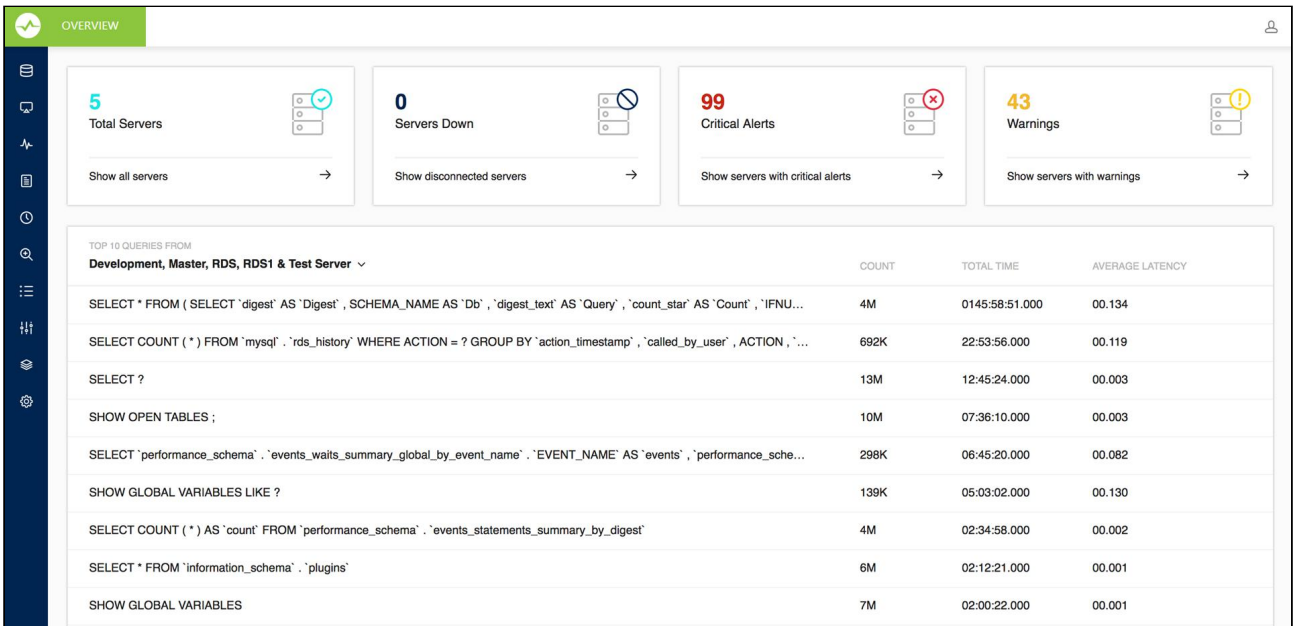 OVERVIEW
5
Total Servers
Show all servers
0
Servers Down
Show disconnected servers
99
Critical Alerts
Show servers with critical alerts
43
Warnings
Show servers with warnings
TOP 10 QUERIES FROM
Development, Master, RDS, RDS1 & Test Server
COUNT TOTAL TIME AVERAGE LATENCY
SELECT * FROM ( SELECT `digest` AS `Digest` , SCHEMA_NAME AS `Db` , `digest_text` AS `Query` , `count_star` AS `Count` , `IFNU... 4M 0145:58:51.000 00.134
SELECT COUNT ( * ) FROM `mysql` . `rds_history` WHERE ACTION = ? GROUP BY `action_timestamp` , `called_by_user` , ACTION , `... 692K 22:53:56.000 00.119
SELECT ? 13M 12:45:24.000 00.003
SHOW OPEN TABLES ; 10M 07:36:10.000 00.003
SELECT `performance_schema` . `events_waits_summary_global_by_event_name` . `EVENT_NAME` AS `events` , `performance_sche... 298K 06:45:20.000 00.082
SHOW GLOBAL VARIABLES LIKE ? 139K 05:03:02.000 00.130
SELECT COUNT ( * ) AS `count` FROM `performance_schema` . `events_statements_summary_by_digest` 4M 02:34:58.000 00.002
SELECT * FROM `information_schema` . `plugins` 6M 02:12:21.000 00.001
SHOW GLOBAL VARIABLES 7M 02:00:22.000 00.001